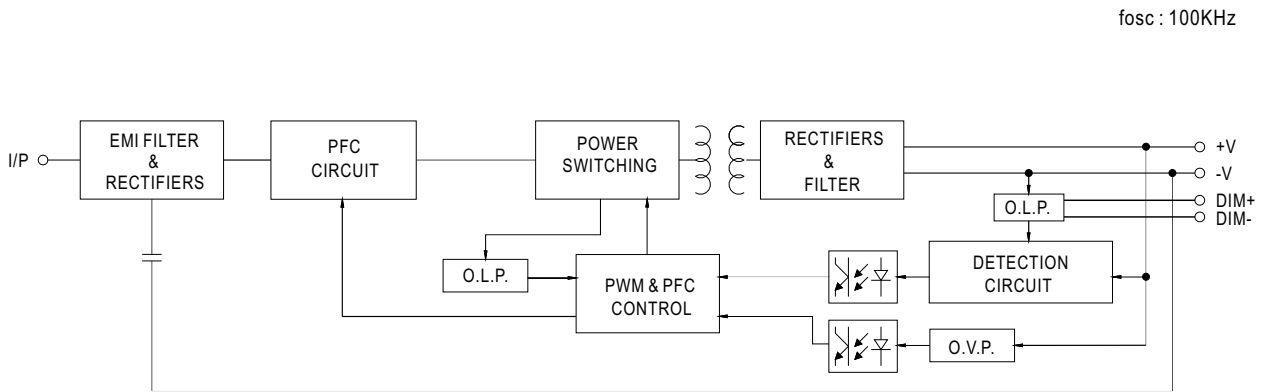 fosc : 100KHz
I/P
EMI FILTER
&
RECTIFIERS
PFC
CIRCUIT
POWER
SWITCHING
RECTIFIERS
&
FILTER
+V
-V
DIM+
DIM-
O.L.P.
O.L.P.
PWM & PFC
CONTROL
DETECTION
CIRCUIT
O.V.P.